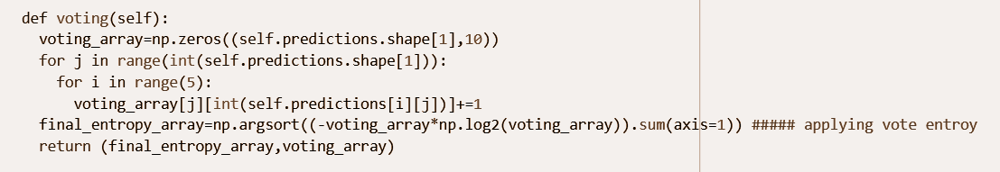 def voting(self):
  voting_array=np.zeros((self.predictions.shape[1],10))
  for j in range(int(self.predictions.shape[1])):
    for i in range(5):
      voting_array[j][int(self.predictions[i][j])]+=1
  final_entropy_array=np.argsort((-voting_array*np.log2(voting_array)).sum(axis=1)) ##### applying vote entroy
  return (final_entropy_array,voting_array)